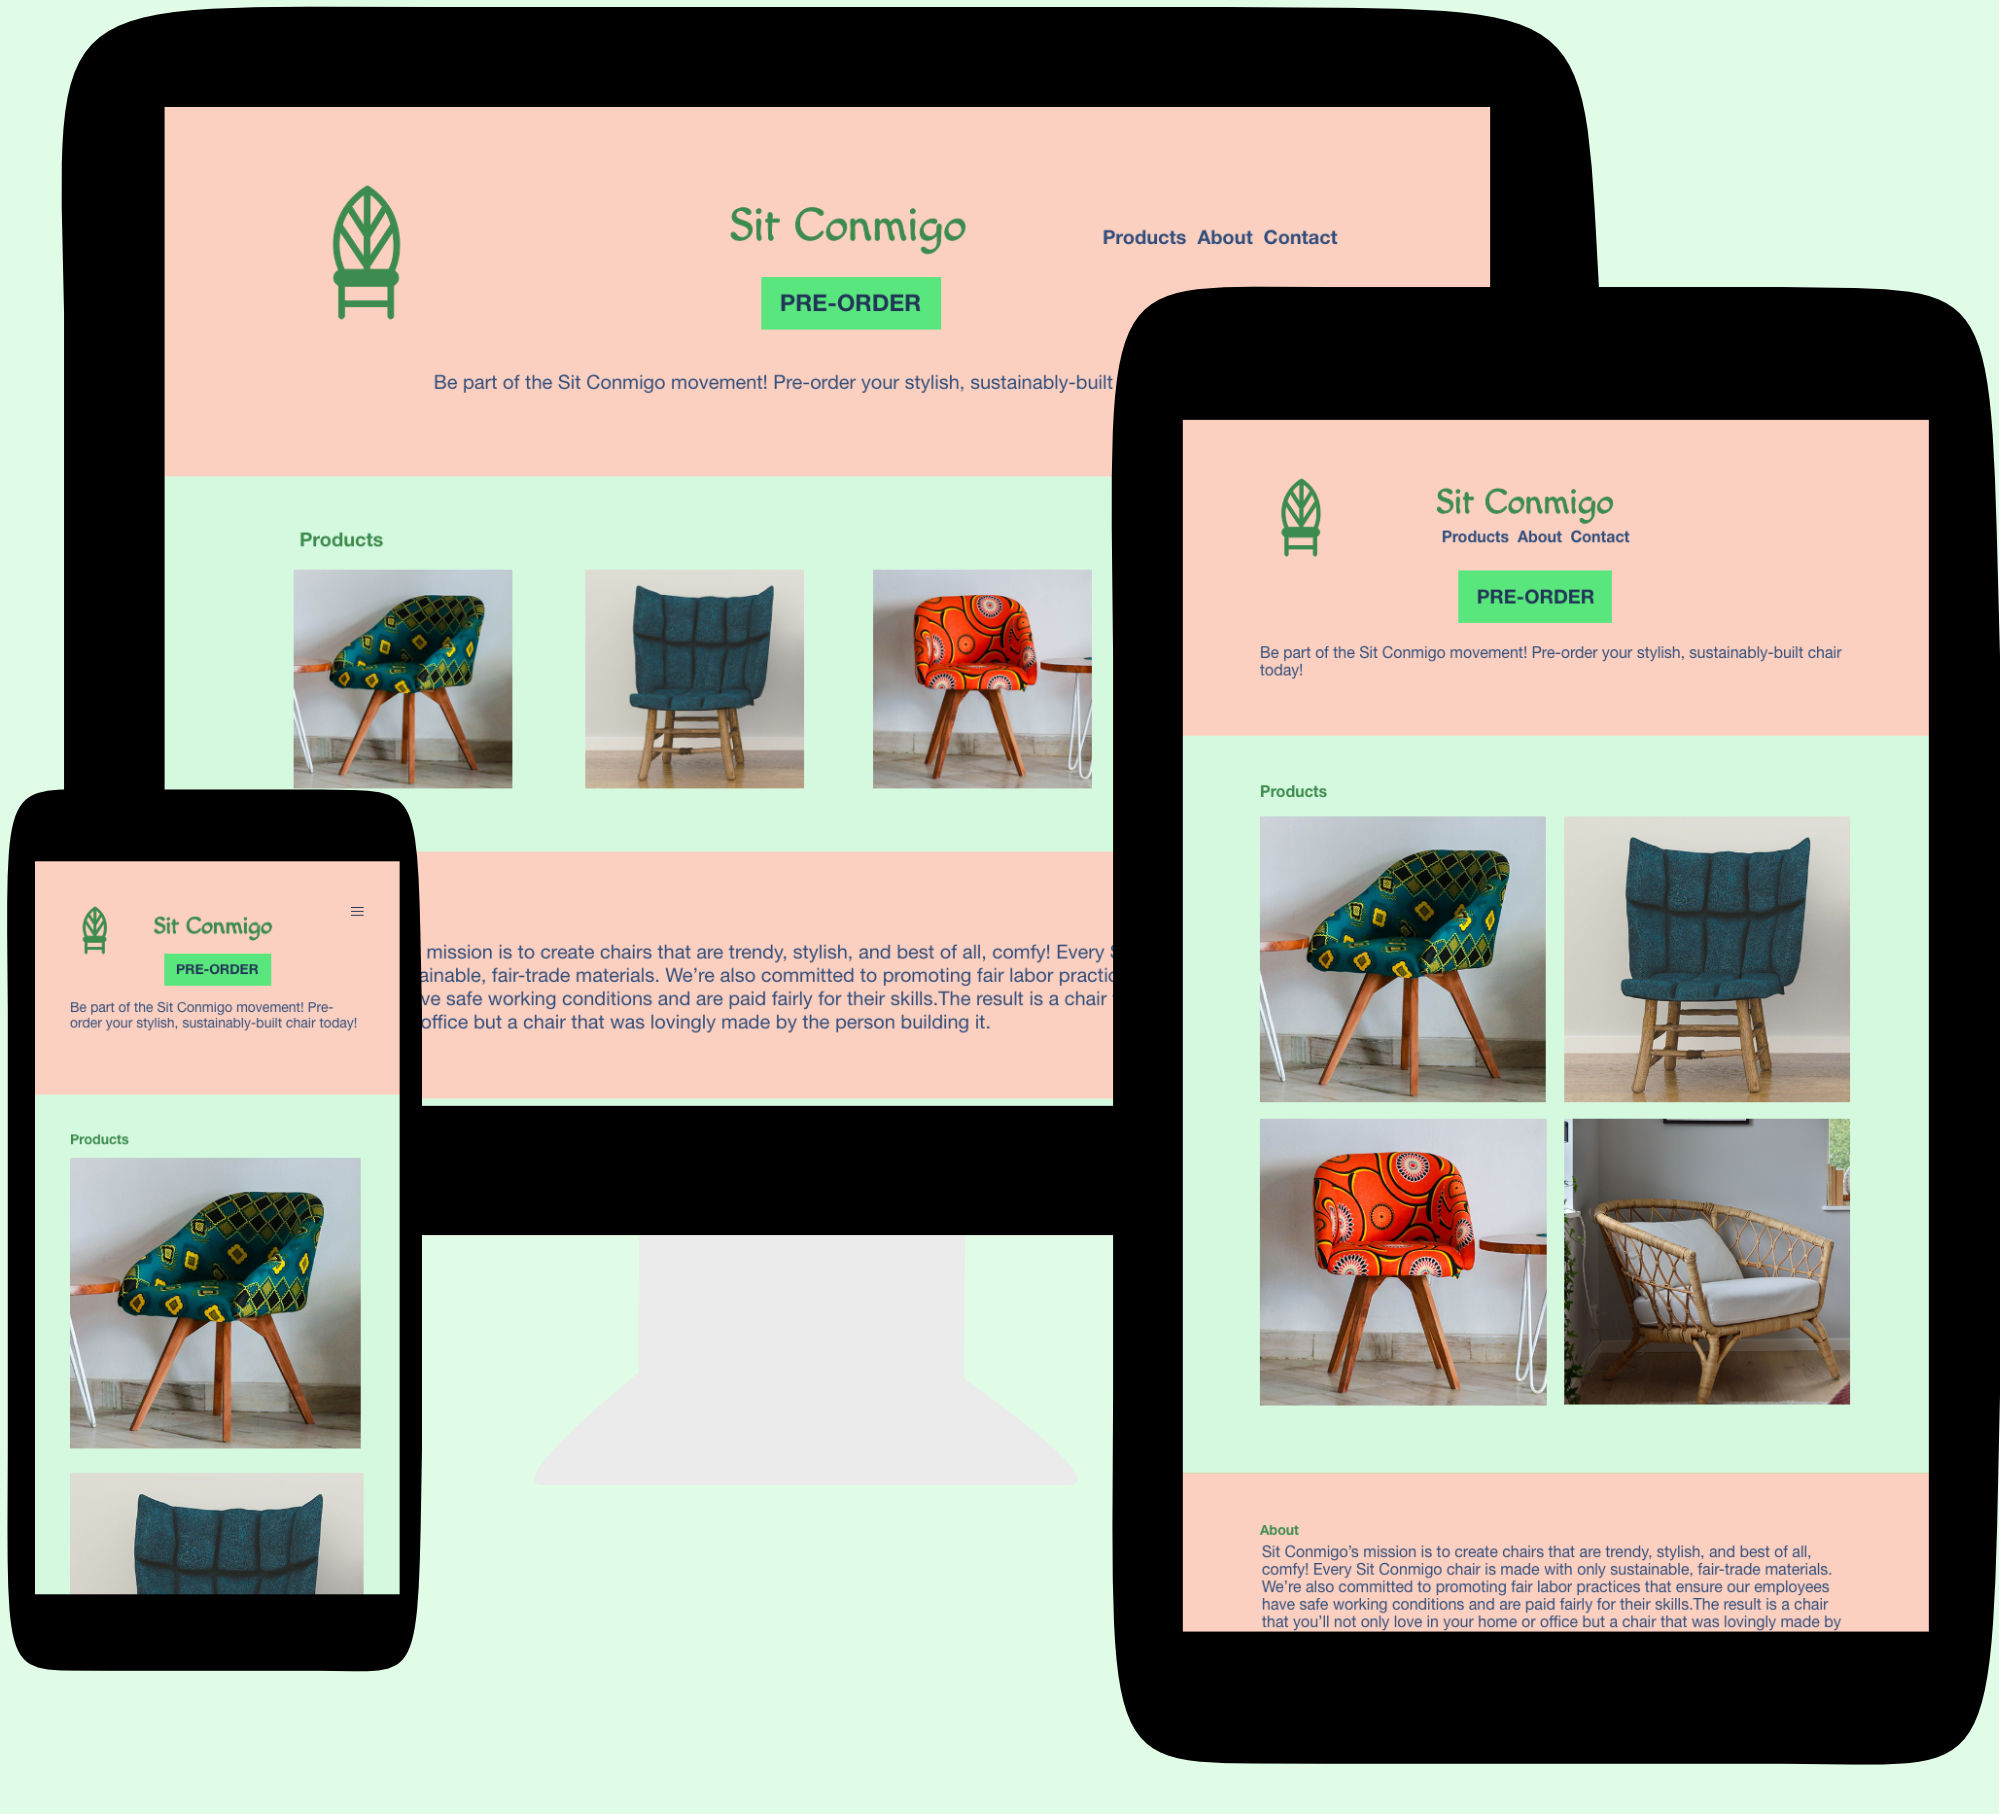 Sit Conmigo
Products About Contact
PRE-ORDER
Be part of the Sit Conmigo movement! Pre-order your stylish, sustainably-built
Products
mission is to create chairs that are trendy, stylish, and best of all, comfy! Every
fair-trade materials. We’re also committed to promoting fair labor
safe working conditions and are paid fairly for their skills.The result is a chair
office but a chair that was lovingly made by the person building it.
Sit Conmigo
Products About Contact
PRE-ORDER
Be part of the Sit Conmigo movement! Pre-order your stylish, sustainably-built chair
today!
Products
About
Sit Conmigo’s mission is to create chairs that are trendy, stylish, and best of all,
comfy! Every Sit Conmigo chair is made with only sustainable, fair-trade materials.
We’re also committed to promoting fair labor practices that ensure our employees
have safe working conditions and are paid fairly for their skills.The result is a chair
that you’ll not only love in your home or office but a chair that was lovingly made by
Sit Conmigo
PRE-ORDER
Be part of the Sit Conmigo movement! Pre-
order your stylish, sustainably-built chair today!
Products